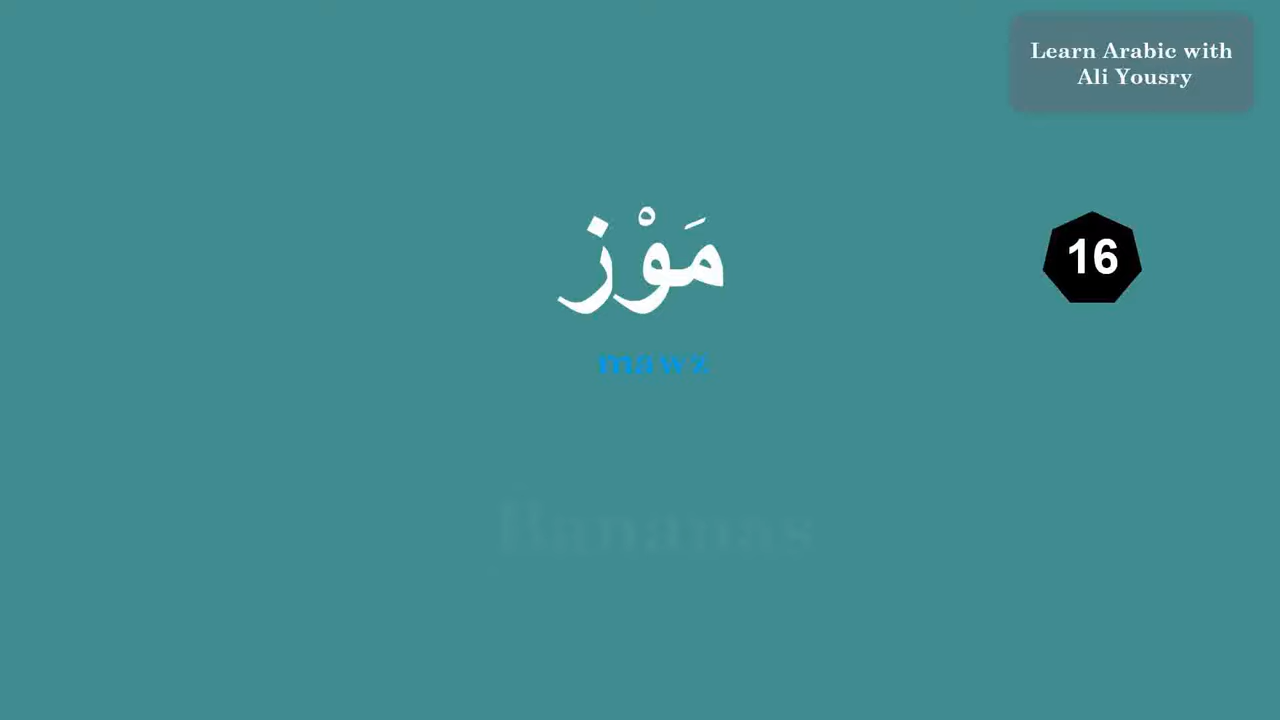 Learn Arabic with
Ali Yousry
مَوْز
16
mawz
Bananas